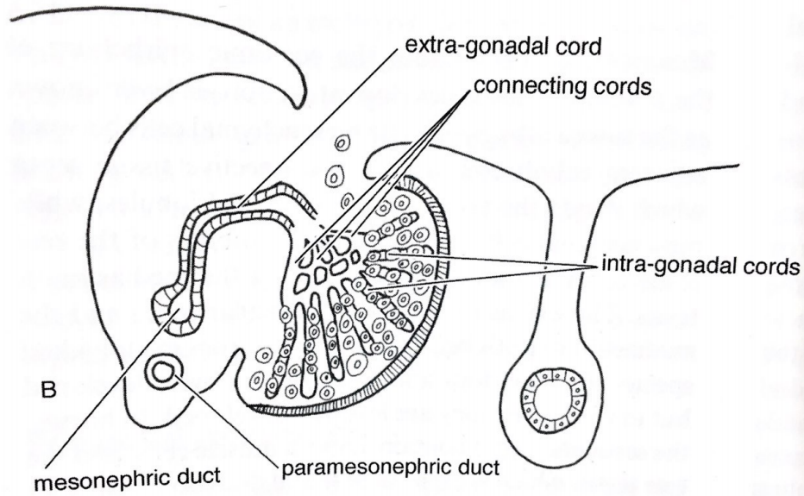 extra-gonadal cord
connecting cords
intra-gonadal cords
B
mesonephric duct
paramesonephric duct